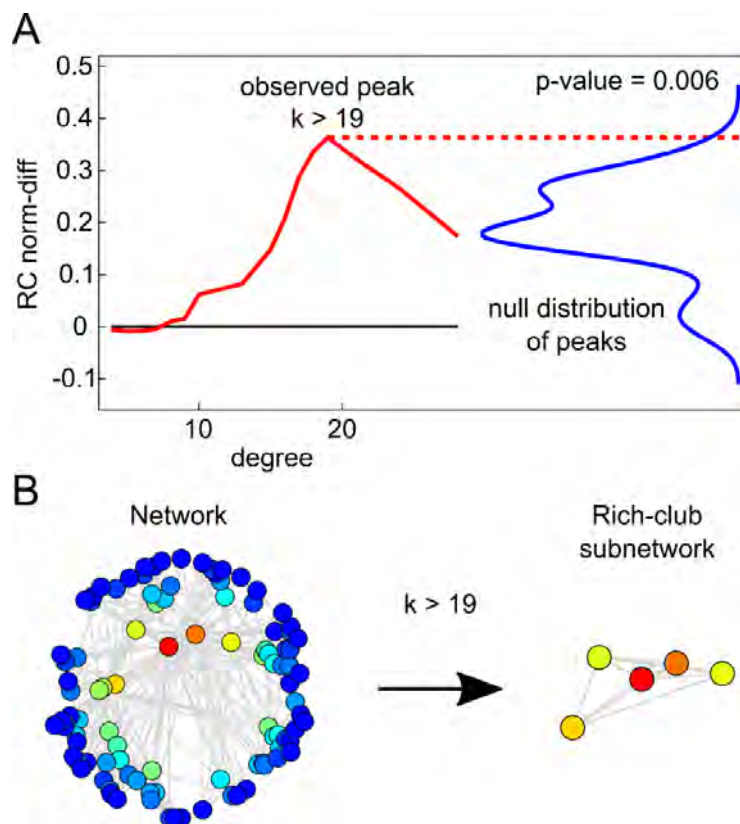 A
0.5
0.4
0.3
0.2
0.1
0
-0.1
RC norm-diff
observed peak
k > 19
p-value = 0.006
null distribution
of peaks
10
20
degree
B
Network
k > 19
Rich-club
subnetwork